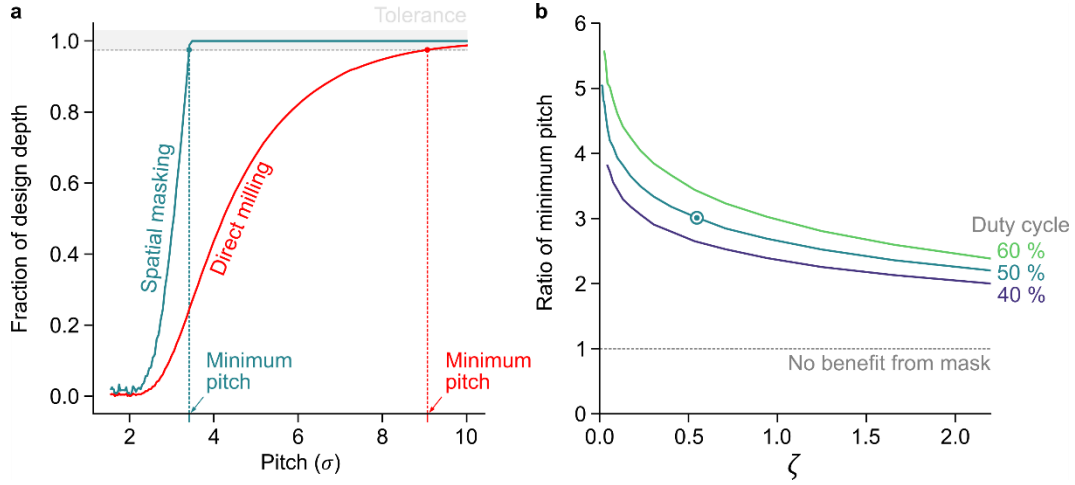 a
Tolerance
Fraction of design depth
1.0
0.8
0.6
0.4
0.2
0.0
Spatial masking
Direct milling
Minimum
pitch
Minimum
pitch
2
4
6
8
10
Pitch (σ)
b
Ratio of minimum pitch
6
5
4
3
2
1
0
Duty cycle
60 %
50 %
40 %
No benefit from mask
0.0
0.5
1.0
1.5
2.0
ζ